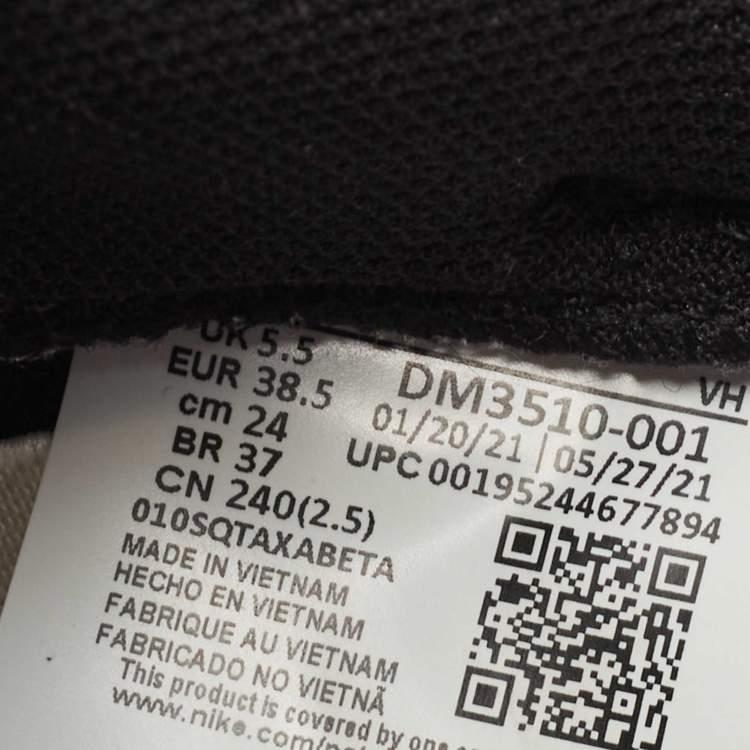 UK 5.5
EUR 38.5
cm 24
BR 37
CN 240(2.5)
010SQTAXABETA
MADE IN VIETNAM
HECHO EN VIETNAM
FABRIQUE AU VIETNAM
FABRICADO NO VIETNÃ
This product is covered by one
www.nike.com/
VH
DM3510-001
01/20/21 | 05/27/21
UPC 00195244677894